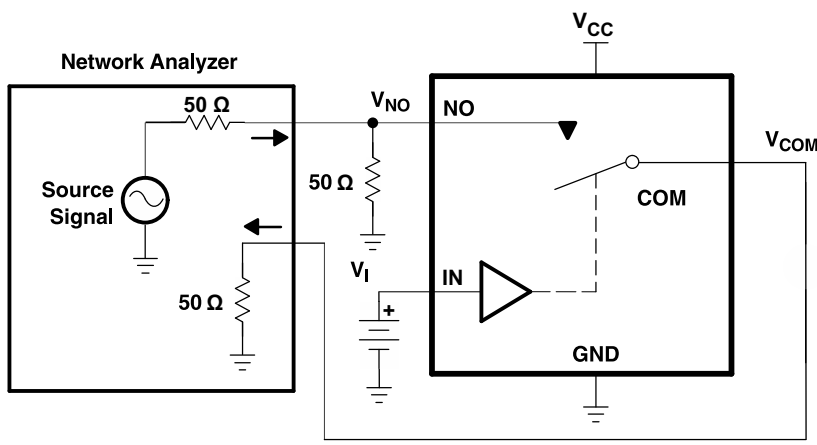 V_CC
Network Analyzer
50 Ω
V_NO
NO
V_COM
50 Ω
Source
Signal
COM
V_I
IN
50 Ω
+
GND